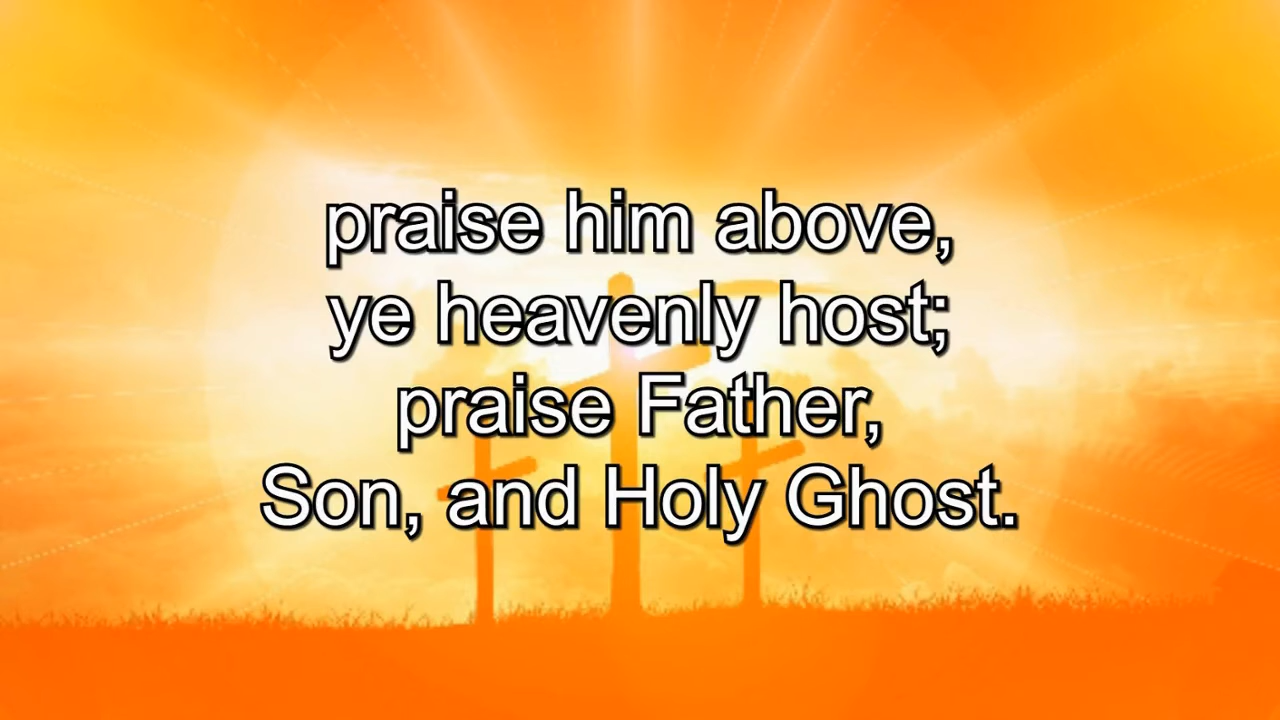 praise him above,
ye heavenly host;
praise Father,
Son, and Holy Ghost.